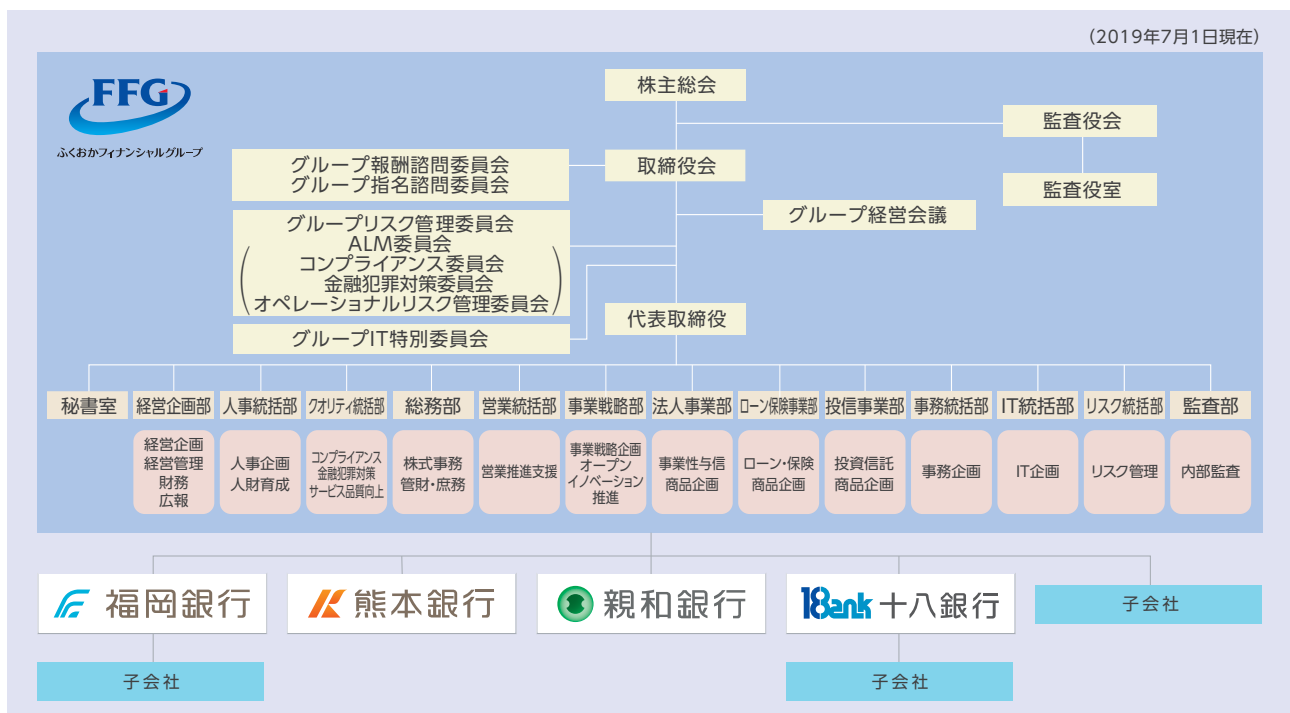 (2019年7月1日現在)
FFG
ふくおかフィナンシャルグループ
株主総会
監査役会
監査役室
取締役会
グループ報酬諮問委員会
グループ指名諮問委員会
グループ経営会議
グループリスク管理委員会
ALM委員会
コンプライアンス委員会
金融犯罪対策委員会
オペレーショナルリスク管理委員会
グループIT特別委員会
代表取締役
秘書室
経営企画部
人事統括部
クオリティ統括部
総務部
営業統括部
事業戦略部
法人事業部
ローン保険事業部
投信事業部
事務統括部
IT統括部
リスク統括部
監査部
経営企画
経営管理
財務
広報
人事企画
人財育成
コンプライアンス
金融犯罪対策
サービス品質向上
株式事務
管財・庶務
営業推進支援
事業戦略企画
オープン
イノベーション
推進
事業性与信
商品企画
ローン・保険
商品企画
投資信託
商品企画
事務企画
IT企画
リスク管理
内部監査
福岡銀行
熊本銀行
親和銀行
18Bank 十八銀行
子会社
子会社
子会社